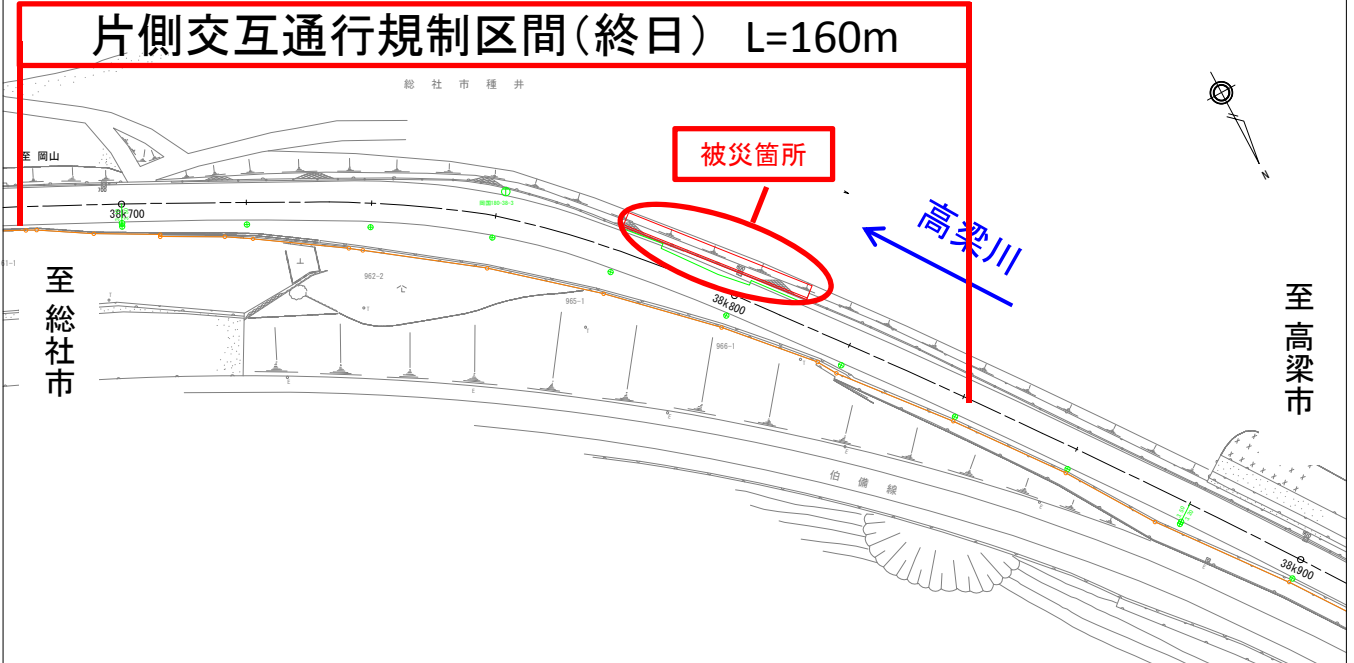 片側交互通行規制区間(終日) L=160m
総社市種井
至 岡山
被災箇所
38k700
高梁川
962-2
至 総社市
965-1
38k800
至 高梁市
966-1
伯備線
38k900
N